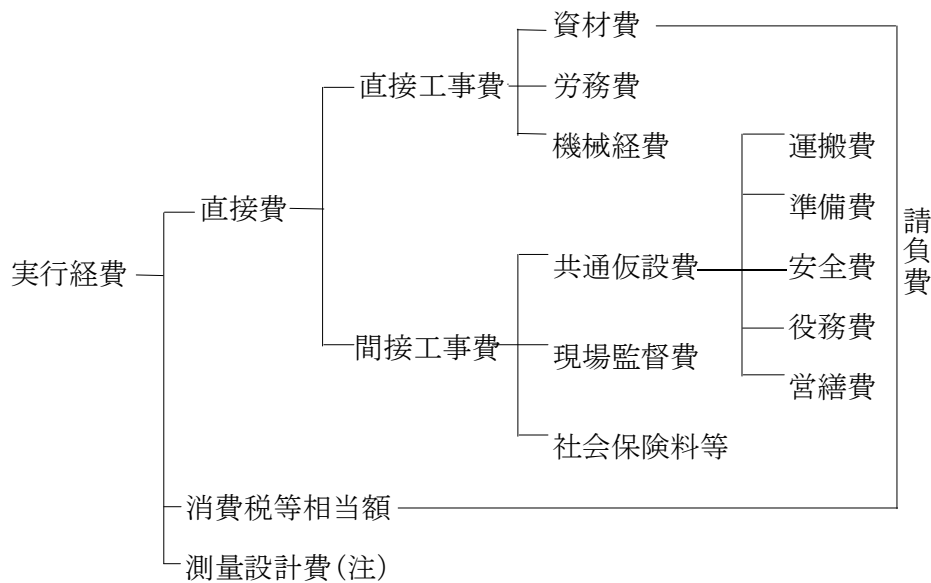 資材費
直接工事費
労務費
機械経費
運搬費
直接費
準備費
請負費
実行経費
共通仮設費
安全費
役務費
間接工事費
現場監督費
営繕費
社会保険料等
消費税等相当額
測量設計費(注)